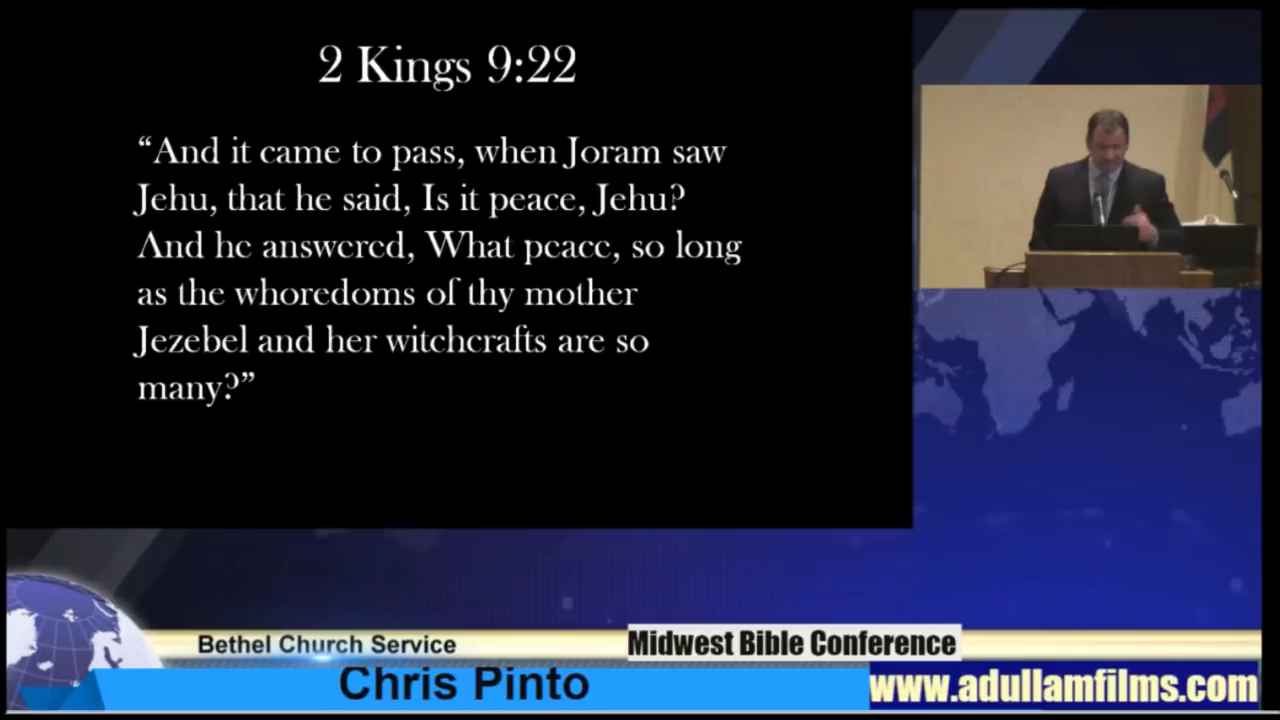 2 Kings 9:22
“And it came to pass, when Joram saw
Jehu, that he said, Is it peace, Jehu?
And he answered, What peace, so long
as the whoredoms of thy mother
Jezebel and her witchcrafts are so
many?”
Bethel Church Service
Midwest Bible Conference
Chris Pinto
www.adullamfilms.com